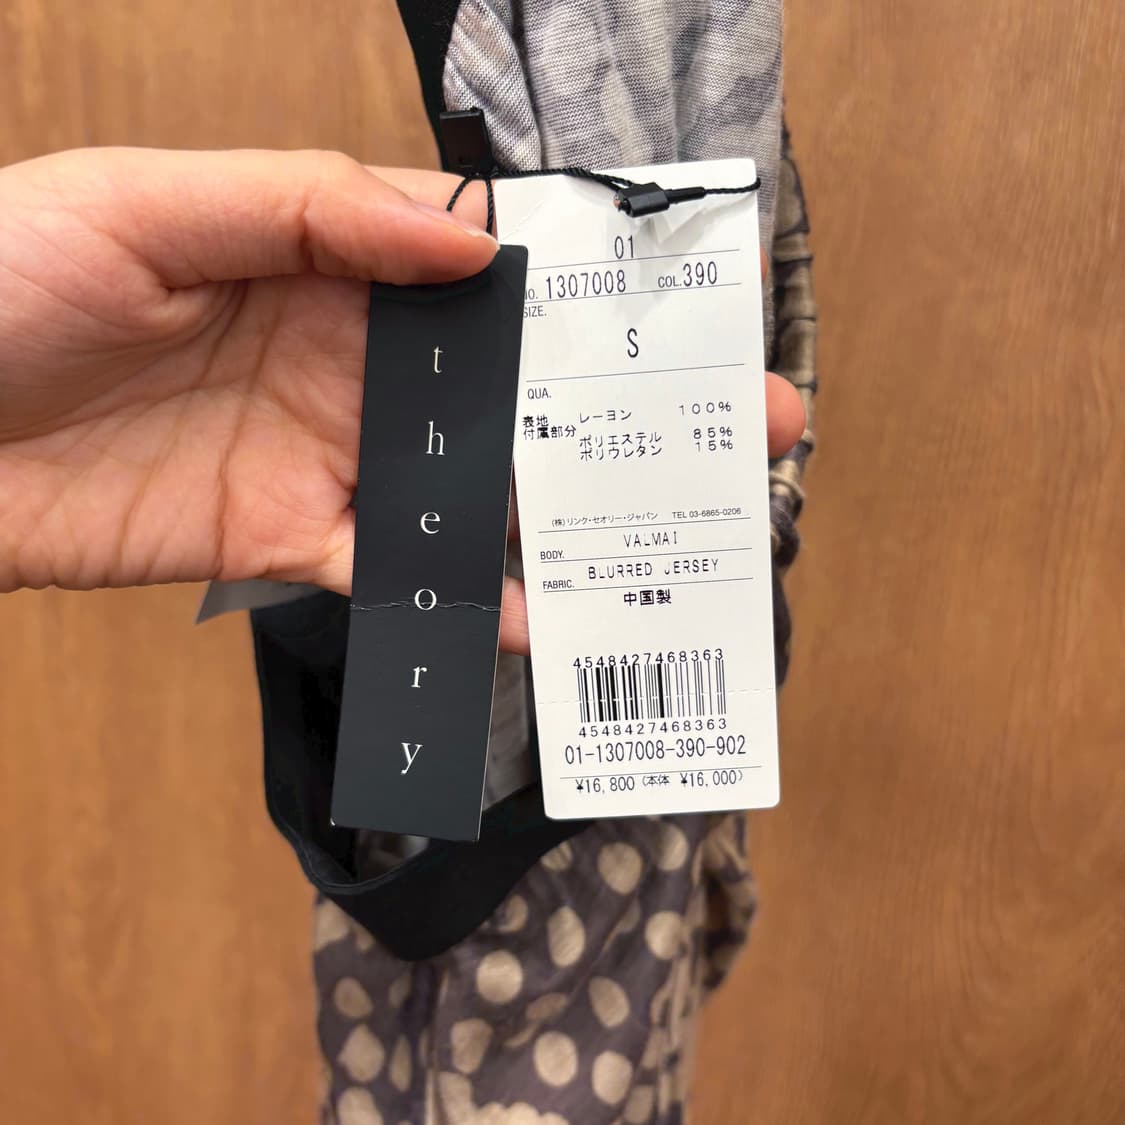 theory
01
NO. 1307008 COL. 390
SIZE.
S
QUA.
表地 レーヨン 100%
付属部分 ポリエステル 85%
ポリウレタン 15%
(株)リンク・セオリー・ジャパン TEL 03-6865-0206
BODY. VALMAI
FABRIC. BLURRED JERSEY
中国製
4548427468363
4548427468363
01-1307008-390-902
¥16,800 (本体 ¥16,000)